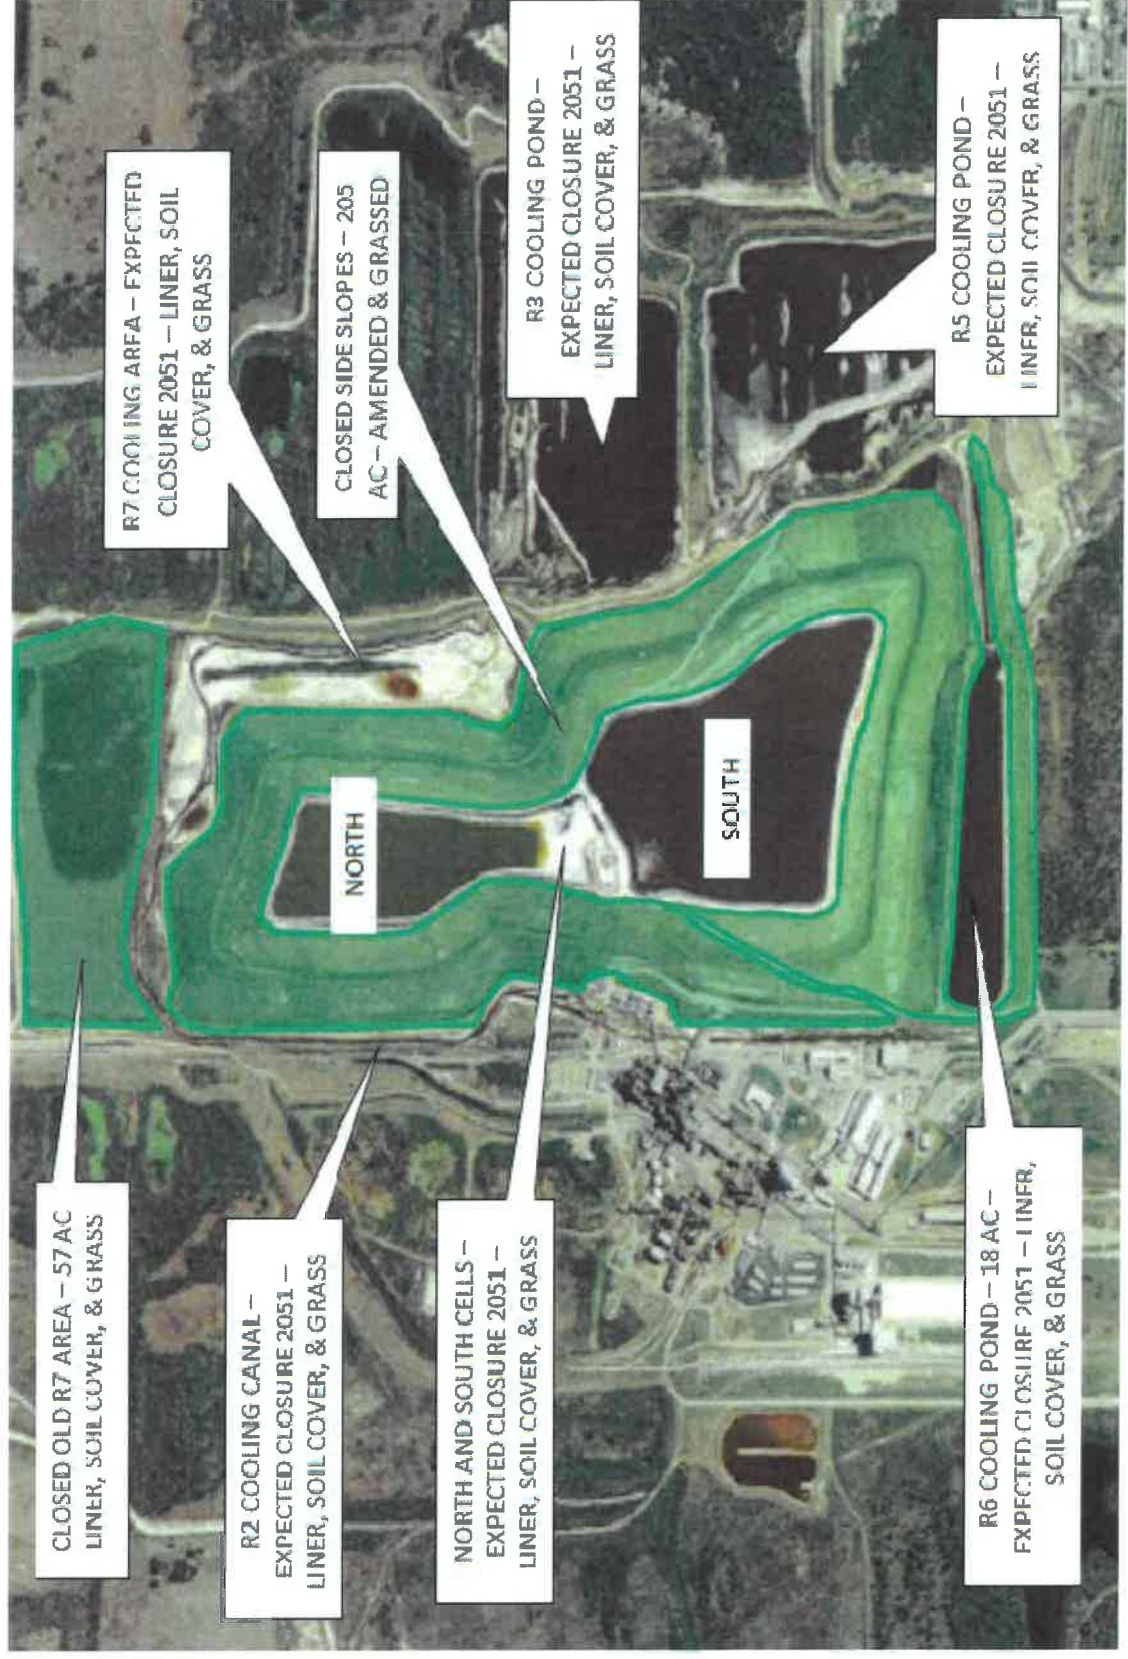 CLOSED OLD R7 AREA – 57 AC
LINER, SOIL COVER, & GRASS
R7 COOLING AREA – EXPECTED
CLOSURE 2051 – LINER, SOIL
COVER, & GRASS
R2 COOLING CANAL –
EXPECTED CLOSURE 2051 –
LINER, SOIL COVER, & GRASS
NORTH
CLOSED SIDE SLOPES – 205
AC – AMENDED & GRASSED
NORTH AND SOUTH CELLS –
EXPECTED CLOSURE 2051 –
LINER, SOIL COVER, & GRASS
R3 COOLING POND –
EXPECTED CLOSURE 2051 –
LINER, SOIL COVER, & GRASS
SOUTH
R6 COOLING POND – 18 AC –
EXPECTED CLOSURE 2051 – LINER,
SOIL COVER, & GRASS
R5 COOLING POND –
EXPECTED CLOSURE 2051 –
LINER, SOIL COVER, & GRASS